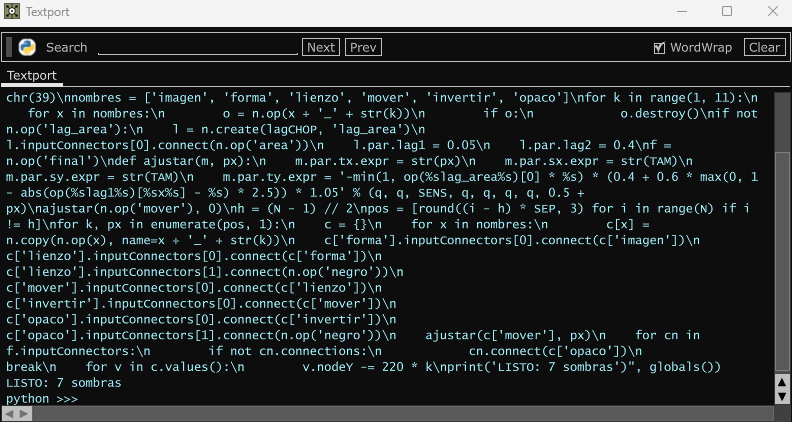 Textport
Search Next Prev WordWrap Clear
Textport
chr(39)\nnombres = ['imagen', 'forma', 'lienzo', 'mover', 'invertir', 'opaco']\nfor k in range(1, 11):\n
for x in nombres:\n        o = n.op(x + '_' + str(k))\n        if o:\n            o.destroy()\nif not
n.op('lag_area'):\n    l = n.create(lagCHOP, 'lag_area')\n
l.inputConnectors[0].connect(n.op('area'))\n    l.par.lag1 = 0.05\n    l.par.lag2 = 0.4\nf =
n.op('final')\ndef ajustar(m, px):\n    m.par.tx.expr = str(px)\n    m.par.sx.expr = str(TAM)\n
m.par.sy.expr = str(TAM)\n    m.par.ty.expr = '-min(1, op(%slag_area%s)[0] * %s) * (0.4 + 0.6 * max(0, 1
- abs(op(%slag1%s)[%sx%s] - %s) * 2.5)) * 1.05' % (q, q, SENS, q, q, q, q, 0.5 +
px)\najustar(n.op('mover'), 0)\nh = (N - 1) // 2\npos = [round((i - h) * SEP, 3) for i in range(N) if i
!= h]\nfor k, px in enumerate(pos, 1):\n    c = {}\n    for x in nombres:\n        c[x] =
n.copy(n.op(x), name=x + '_' + str(k))\n    c['forma'].inputConnectors[0].connect(c['imagen'])\n
c['lienzo'].inputConnectors[0].connect(c['forma'])\n
c['lienzo'].inputConnectors[1].connect(n.op('negro'))\n
c['mover'].inputConnectors[0].connect(c['lienzo'])\n
c['invertir'].inputConnectors[0].connect(c['mover'])\n
c['opaco'].inputConnectors[0].connect(c['invertir'])\n
c['opaco'].inputConnectors[1].connect(n.op('negro'))\n    ajustar(c['mover'], px)\n    for cn in
f.inputConnectors:\n        if not cn.connections:\n            cn.connect(c['opaco'])\n
break\n    for v in c.values():\n        v.nodeY -= 220 * k\nprint('LISTO: 7 sombras')", globals())
LISTO: 7 sombras
python >>>